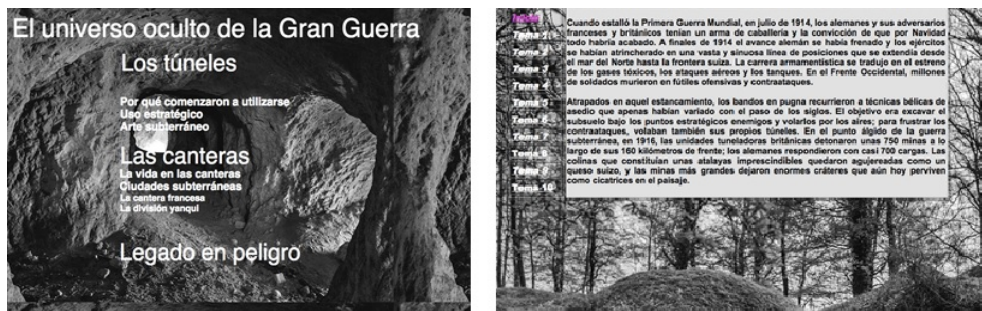 El universo oculto de la Gran Guerra
Los túneles
Por qué comenzaron a utilizarse
Uso estratégico
Arte subterráneo
Las canteras
La vida en las canteras
Ciudades subterráneas
La cantera francesa
La división yanqui
Legado en peligro
Tema 1
Tema 2
Tema 3
Tema 4
Tema 5
Tema 6
Tema 7
Tema 8
Tema 9
Tema 10
Cuando estalló la Primera Guerra Mundial, en julio de 1914, los alemanes y sus adversarios
franceses y británicos tenían un arma de caballería y la convicción de que por Navidad
todo habría acabado. A finales de 1914 el avance alemán se había frenado y los ejércitos
se habían atrincherado en una vasta y sinuosa línea de posiciones que se extendía desde
el mar del Norte hasta la frontera suiza. La carrera armamentística se tradujo en el estreno
de los gases tóxicos, los ataques aéreos y los tanques. En el Frente Occidental, millones
de soldados murieron en fútiles ofensivas y contraataques.
Atrapados en aquel estancamiento, los bandos en pugna recurrieron a técnicas bélicas de
asedio que apenas habían variado con el paso de los siglos. El objetivo era excavar el
subsuelo bajo los puntos estratégicos enemigos y volarlos por los aires; para frustrar los
contraataques, volaban también sus propios túneles. En el punto álgido de la guerra
subterránea, en 1916, las unidades tuneladoras británicas detonaron unas 750 minas a lo
largo de sus 160 kilómetros de frente; los alemanes respondieron con casi 700 cargas. Las
colinas que constituían unas atalayas imprescindibles quedaron agujereadas como un
queso suizo, y las minas más grandes dejaron enormes cráteres que aún hoy perviven
como cicatrices en el paisaje.